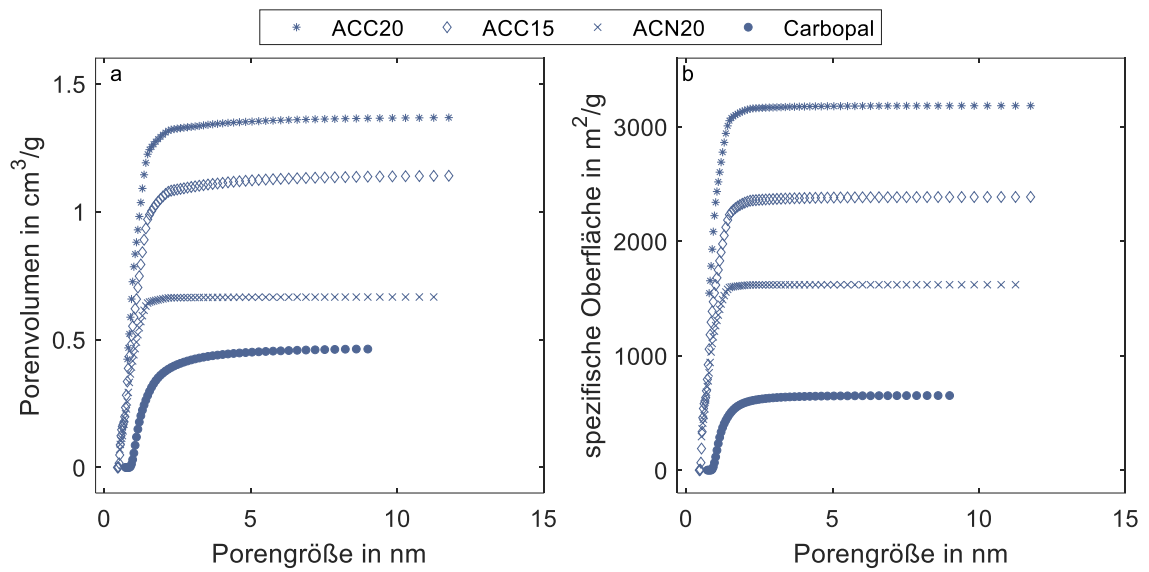 ACC20 ACC15 ACN20 Carbopal
a
1.5
1
0.5
0
0 5 10 15
Porenvolumen in cm³/g
Porengröße in nm
b
3000
2000
1000
0
0 5 10 15
spezifische Oberfläche in m²/g
Porengröße in nm